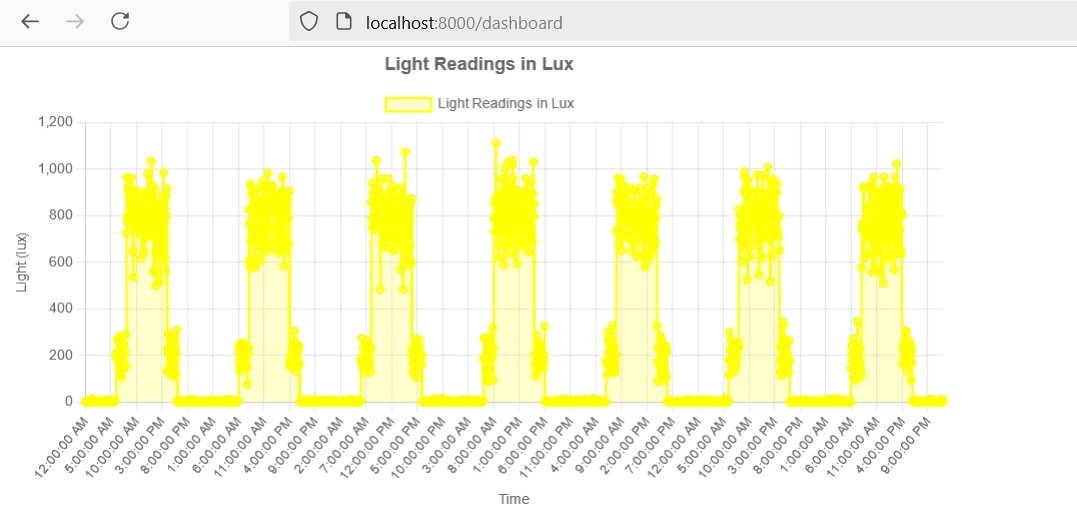 localhost:8000/dashboard
Light Readings in Lux
Light Readings in Lux
1,200
1,000
800
600
400
200
0
Light (lux)
12:00:00 AM
5:00:00 AM
10:00:00 AM
3:00:00 PM
8:00:00 PM
1:00:00 AM
6:00:00 AM
11:00:00 AM
4:00:00 PM
9:00:00 PM
2:00:00 AM
7:00:00 AM
12:00:00 PM
5:00:00 PM
10:00:00 PM
3:00:00 AM
8:00:00 AM
1:00:00 PM
6:00:00 PM
11:00:00 PM
4:00:00 AM
9:00:00 AM
2:00:00 PM
7:00:00 PM
12:00:00 AM
5:00:00 AM
10:00:00 AM
3:00:00 PM
8:00:00 PM
1:00:00 AM
6:00:00 AM
11:00:00 AM
4:00:00 PM
9:00:00 PM
Time